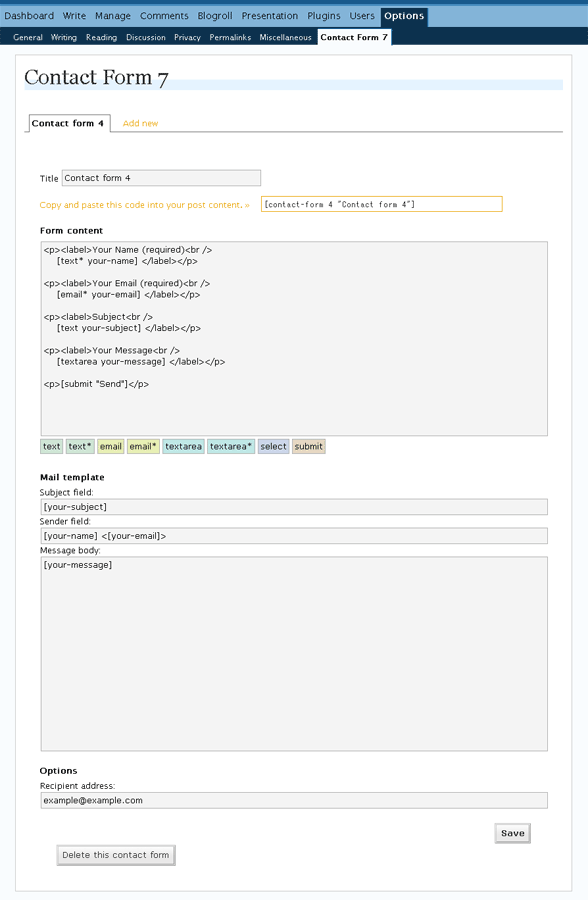 Dashboard Write Manage Comments Blogroll Presentation Plugins Users Options
General Writing Reading Discussion Privacy Permalinks Miscellaneous Contact Form 7
Contact Form 7
Contact form 4 Add new
Title Contact form 4
Copy and paste this code into your post content. » [contact-form 4 "Contact form 4"]
Form content
<p><label>Your Name (required)<br />
[text* your-name] </label></p>
<p><label>Your Email (required)<br />
[email* your-email] </label></p>
<p><label>Subject<br />
[text your-subject] </label></p>
<p><label>Your Message<br />
[textarea your-message] </label></p>
<p>[submit "Send"]</p>
text text* email email* textarea textarea* select submit
Mail template
Subject field:
[your-subject]
Sender field:
[your-name] <[your-email]>
Message body:
[your-message]
Options
Recipient address:
example@example.com
Save
Delete this contact form